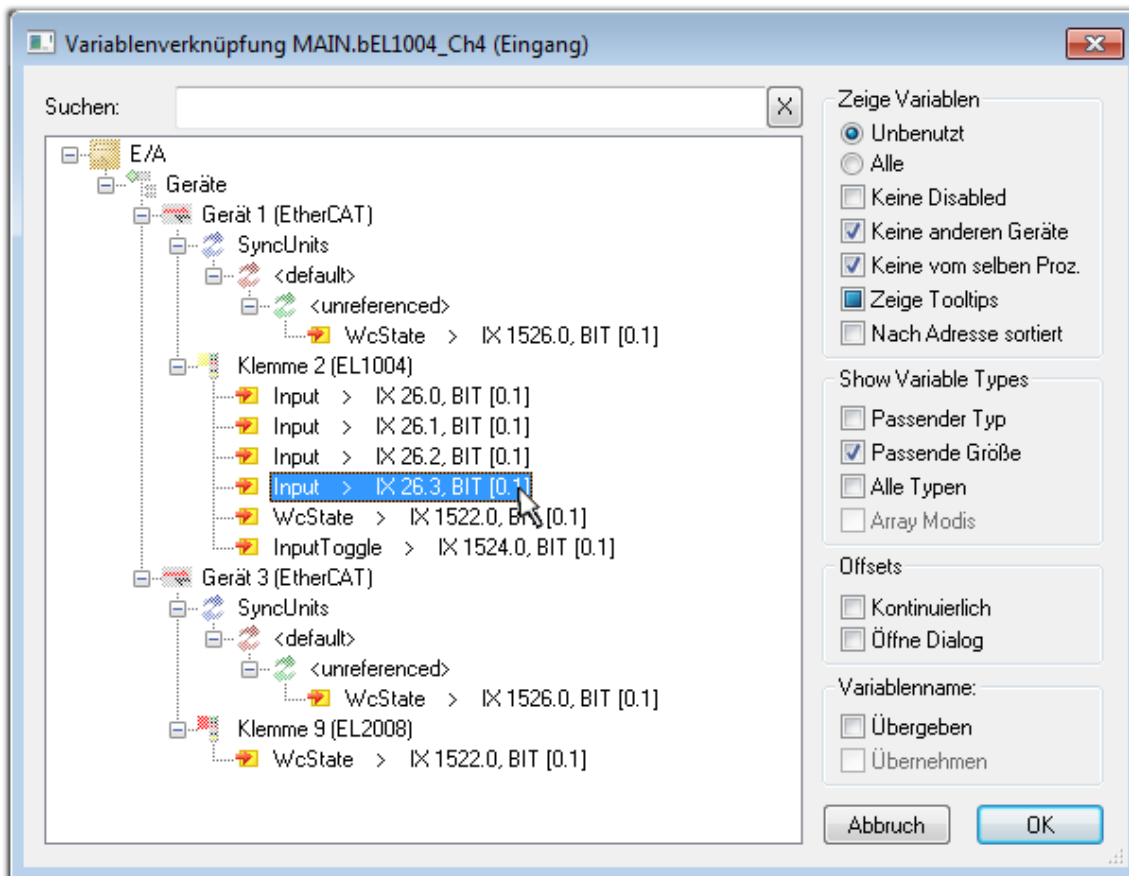 Variablenverknüpfung MAIN.bEL1004_Ch4 (Eingang)
Suchen:
X
E/A
Geräte
Gerät 1 (EtherCAT)
SyncUnits
<default>
<unreferenced>
WcState > IX 1526.0, BIT [0.1]
Klemme 2 (EL1004)
Input > IX 26.0, BIT [0.1]
Input > IX 26.1, BIT [0.1]
Input > IX 26.2, BIT [0.1]
Input > IX 26.3, BIT [0.1]
WcState > IX 1522.0, BIT [0.1]
InputToggle > IX 1524.0, BIT [0.1]
Gerät 3 (EtherCAT)
SyncUnits
<default>
<unreferenced>
WcState > IX 1526.0, BIT [0.1]
Klemme 9 (EL2008)
WcState > IX 1522.0, BIT [0.1]
Zeige Variablen
Unbenutzt
Alle
Keine Disabled
Keine anderen Geräte
Keine vom selben Proz.
Zeige Tooltips
Nach Adresse sortiert
Show Variable Types
Passender Typ
Passende Größe
Alle Typen
Array Modis
Offsets
Kontinuierlich
Öffne Dialog
Variablenname:
Übergeben
Übernehmen
Abbruch
OK